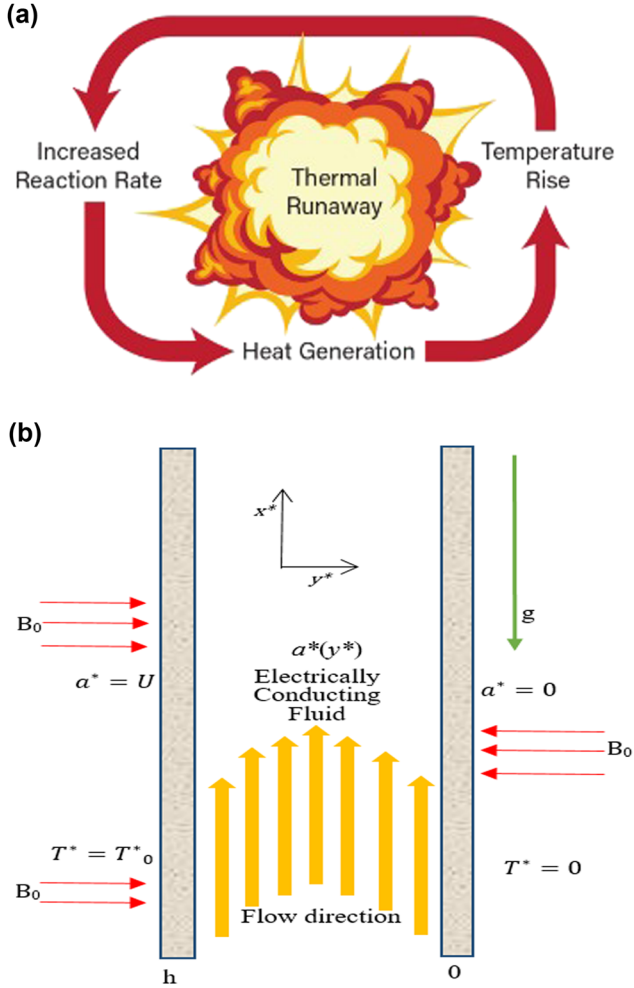 (a)
Increased
Reaction Rate
Thermal
Runaway
Temperature
Rise
Heat Generation
(b)
x*
y*
g
B₀
a*(y*)
a* = U
Electrically
Conducting
Fluid
a* = 0
B₀
T* = T*₀
T* = 0
B₀
Flow direction
h
0